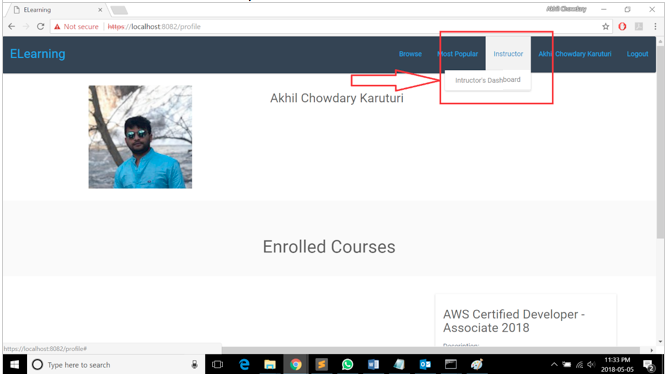 ELearning
Akhil Chowdary
Not secure https://localhost:8082/profile
ELearning
Browse
Most Popular
Instructor
Akhil Chowdary Karuturi
Logout
Intructor's Dashboard
Akhil Chowdary Karuturi
Enrolled Courses
AWS Certified Developer -
Associate 2018
Description:
https://localhost:8082/profile#
Type here to search
11:33 PM
2018-05-05
2